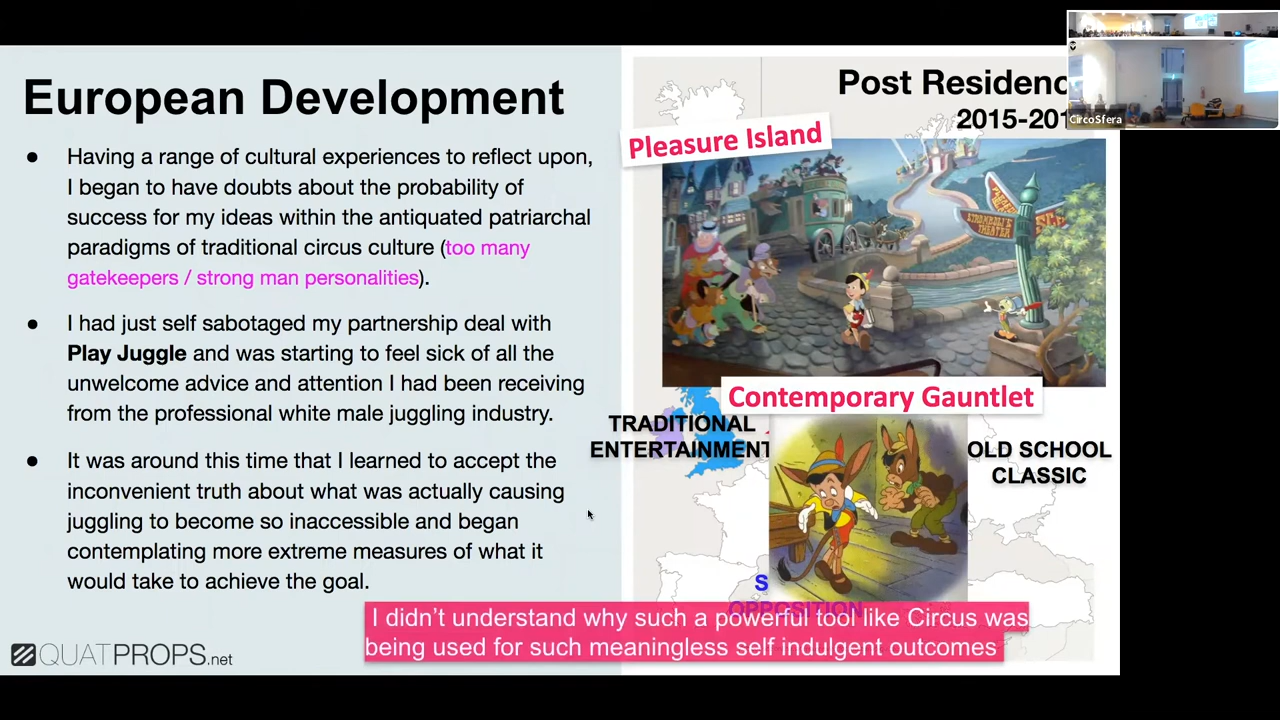 European Development
● Having a range of cultural experiences to reflect upon,
I began to have doubts about the probability of
success for my ideas within the antiquated patriarchal
paradigms of traditional circus culture (too many
gatekeepers / strong man personalities).
● I had just self sabotaged my partnership deal with
Play Juggle and was starting to feel sick of all the
unwelcome advice and attention I had been receiving
from the professional white male juggling industry.
● It was around this time that I learned to accept the
inconvenient truth about what was actually causing
juggling to become so inaccessible and began
contemplating more extreme measures of what it
would take to achieve the goal.
QUATPROPS.net
Post Residenc
2015-201
CircoSfera
Pleasure Island
STROMBOLI'S
THEATER
Contemporary Gauntlet
TRADITIONAL
ENTERTAINMENT
OLD SCHOOL
CLASSIC
S
OPPOSITION
I didn't understand why such a powerful tool like Circus was
being used for such meaningless self indulgent outcomes